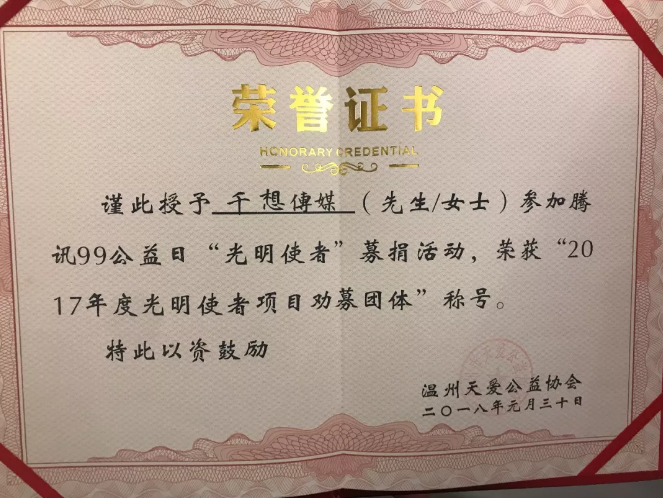 荣誉证书
HONORARY CREDENTIAL
谨此授予千想傳媒（先生/女士）参加腾
讯99公益日“光明使者”募捐活动，荣获“20
17年度光明使者项目劝募团体”称号。
特此以资鼓励
温州天爱公益协会
二〇一八年元月三十日